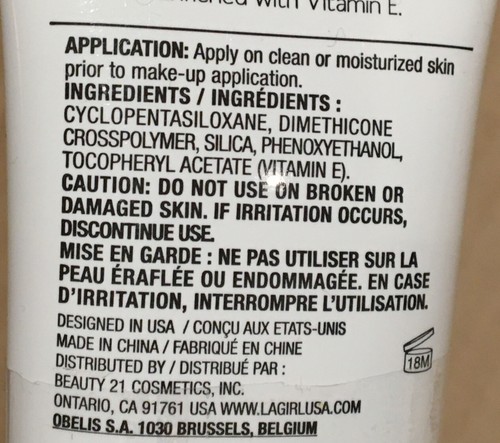 with Vitamin E.
APPLICATION: Apply on clean or moisturized skin
prior to make-up application.
INGREDIENTS / INGRÉDIENTS :
CYCLOPENTASILOXANE, DIMETHICONE
CROSSPOLYMER, SILICA, PHENOXYETHANOL,
TOCOPHERYL ACETATE (VITAMIN E).
CAUTION: DO NOT USE ON BROKEN OR
DAMAGED SKIN. IF IRRITATION OCCURS,
DISCONTINUE USE.
MISE EN GARDE : NE PAS UTILISER SUR LA
PEAU ÉRAFLÉE OU ENDOMMAGÉE. EN CASE
D'IRRITATION, INTERROMPRE L'UTILISATION.
DESIGNED IN USA / CONÇU AUX ETATS-UNIS
MADE IN CHINA / FABRIQUÉ EN CHINE
DISTRIBUTED BY / DISTRIBUÉ PAR :
BEAUTY 21 COSMETICS, INC.
ONTARIO, CA 91761 USA WWW.LAGIRLUSA.COM
OBELIS S.A. 1030 BRUSSELS, BELGIUM
18M